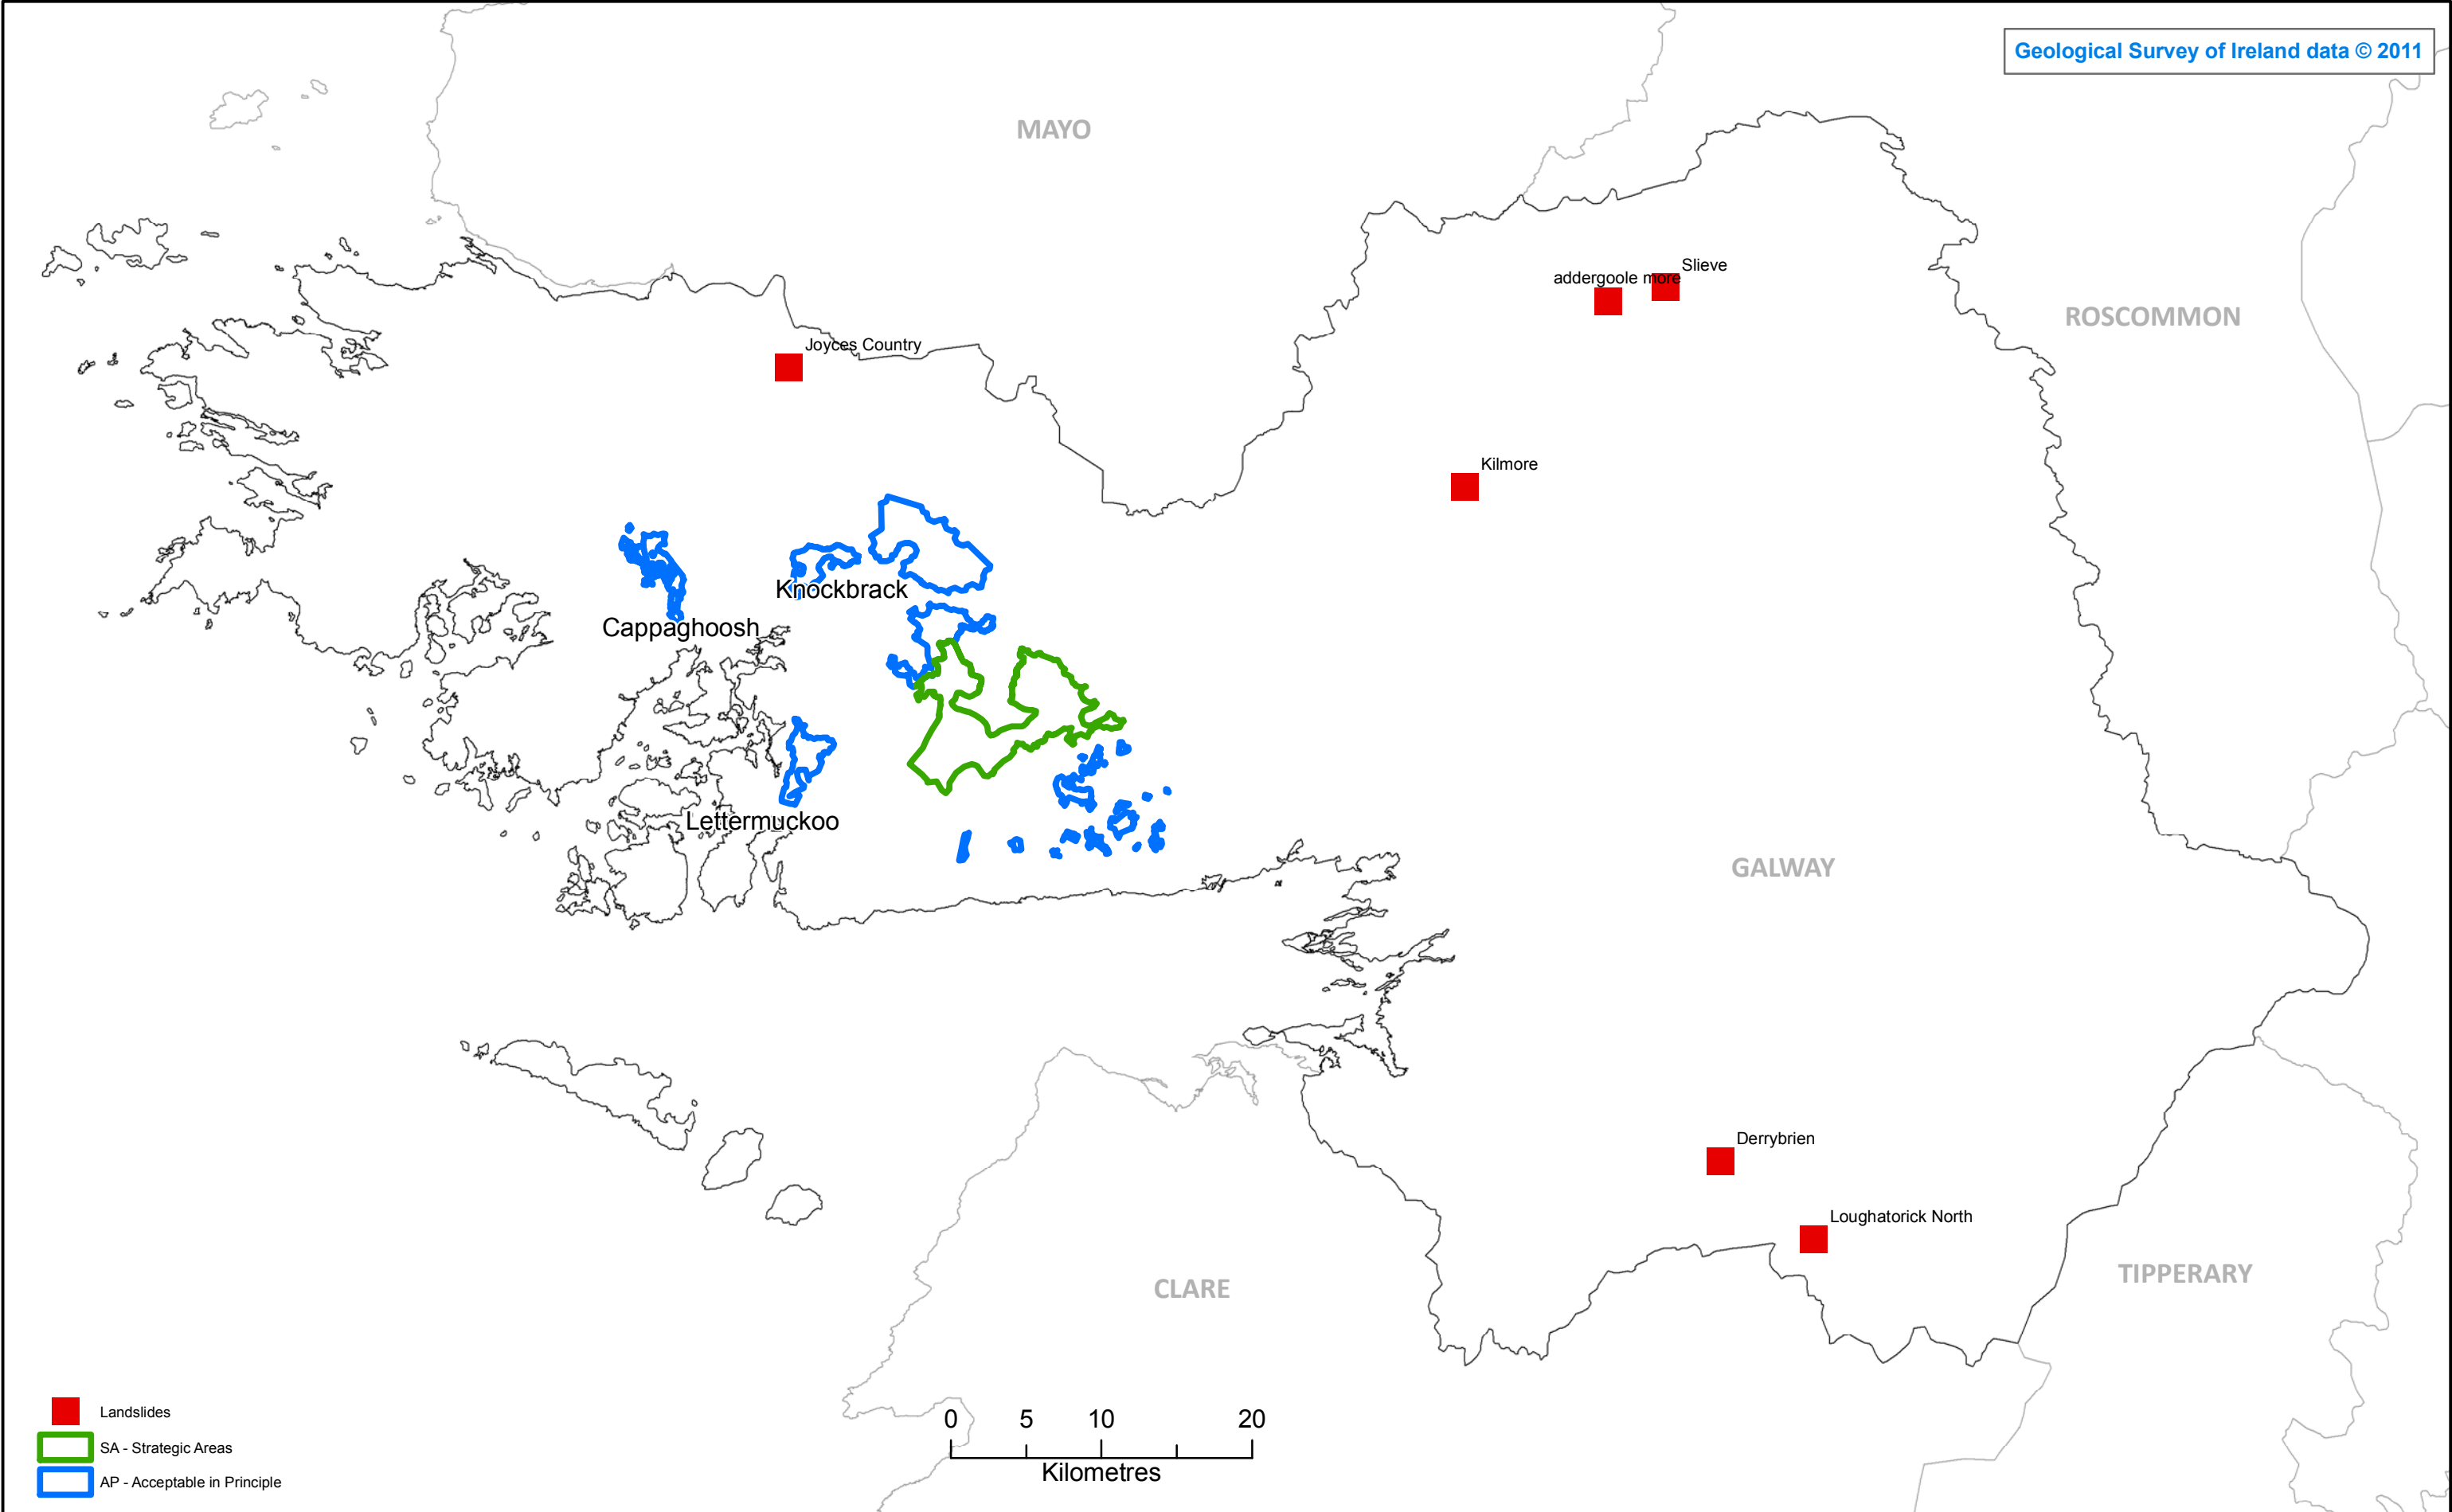 Geological Survey of Ireland data © 2011
MAYO
Slieve
addergoole more
ROSCOMMON
Joyces Country
Kilmore
Knockbrack
Cappaghoosh
Lettermuckoo
GALWAY
Derrybrien
Loughatorick North
TIPPERARY
CLARE
Landslides
SA - Strategic Areas
AP - Acceptable in Principle
0 5 10 20
Kilometres